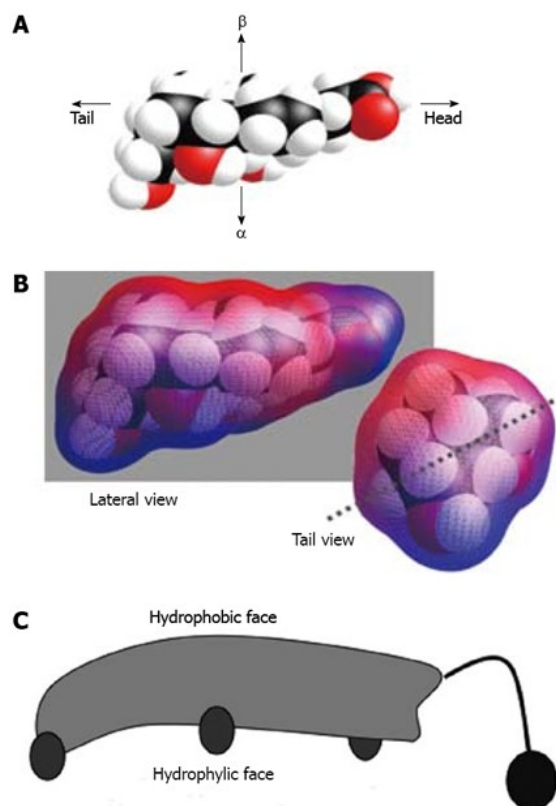 A
β
Tail
Head
α
B
Lateral view
Tail view
C
Hydrophobic face
Hydrophylic face